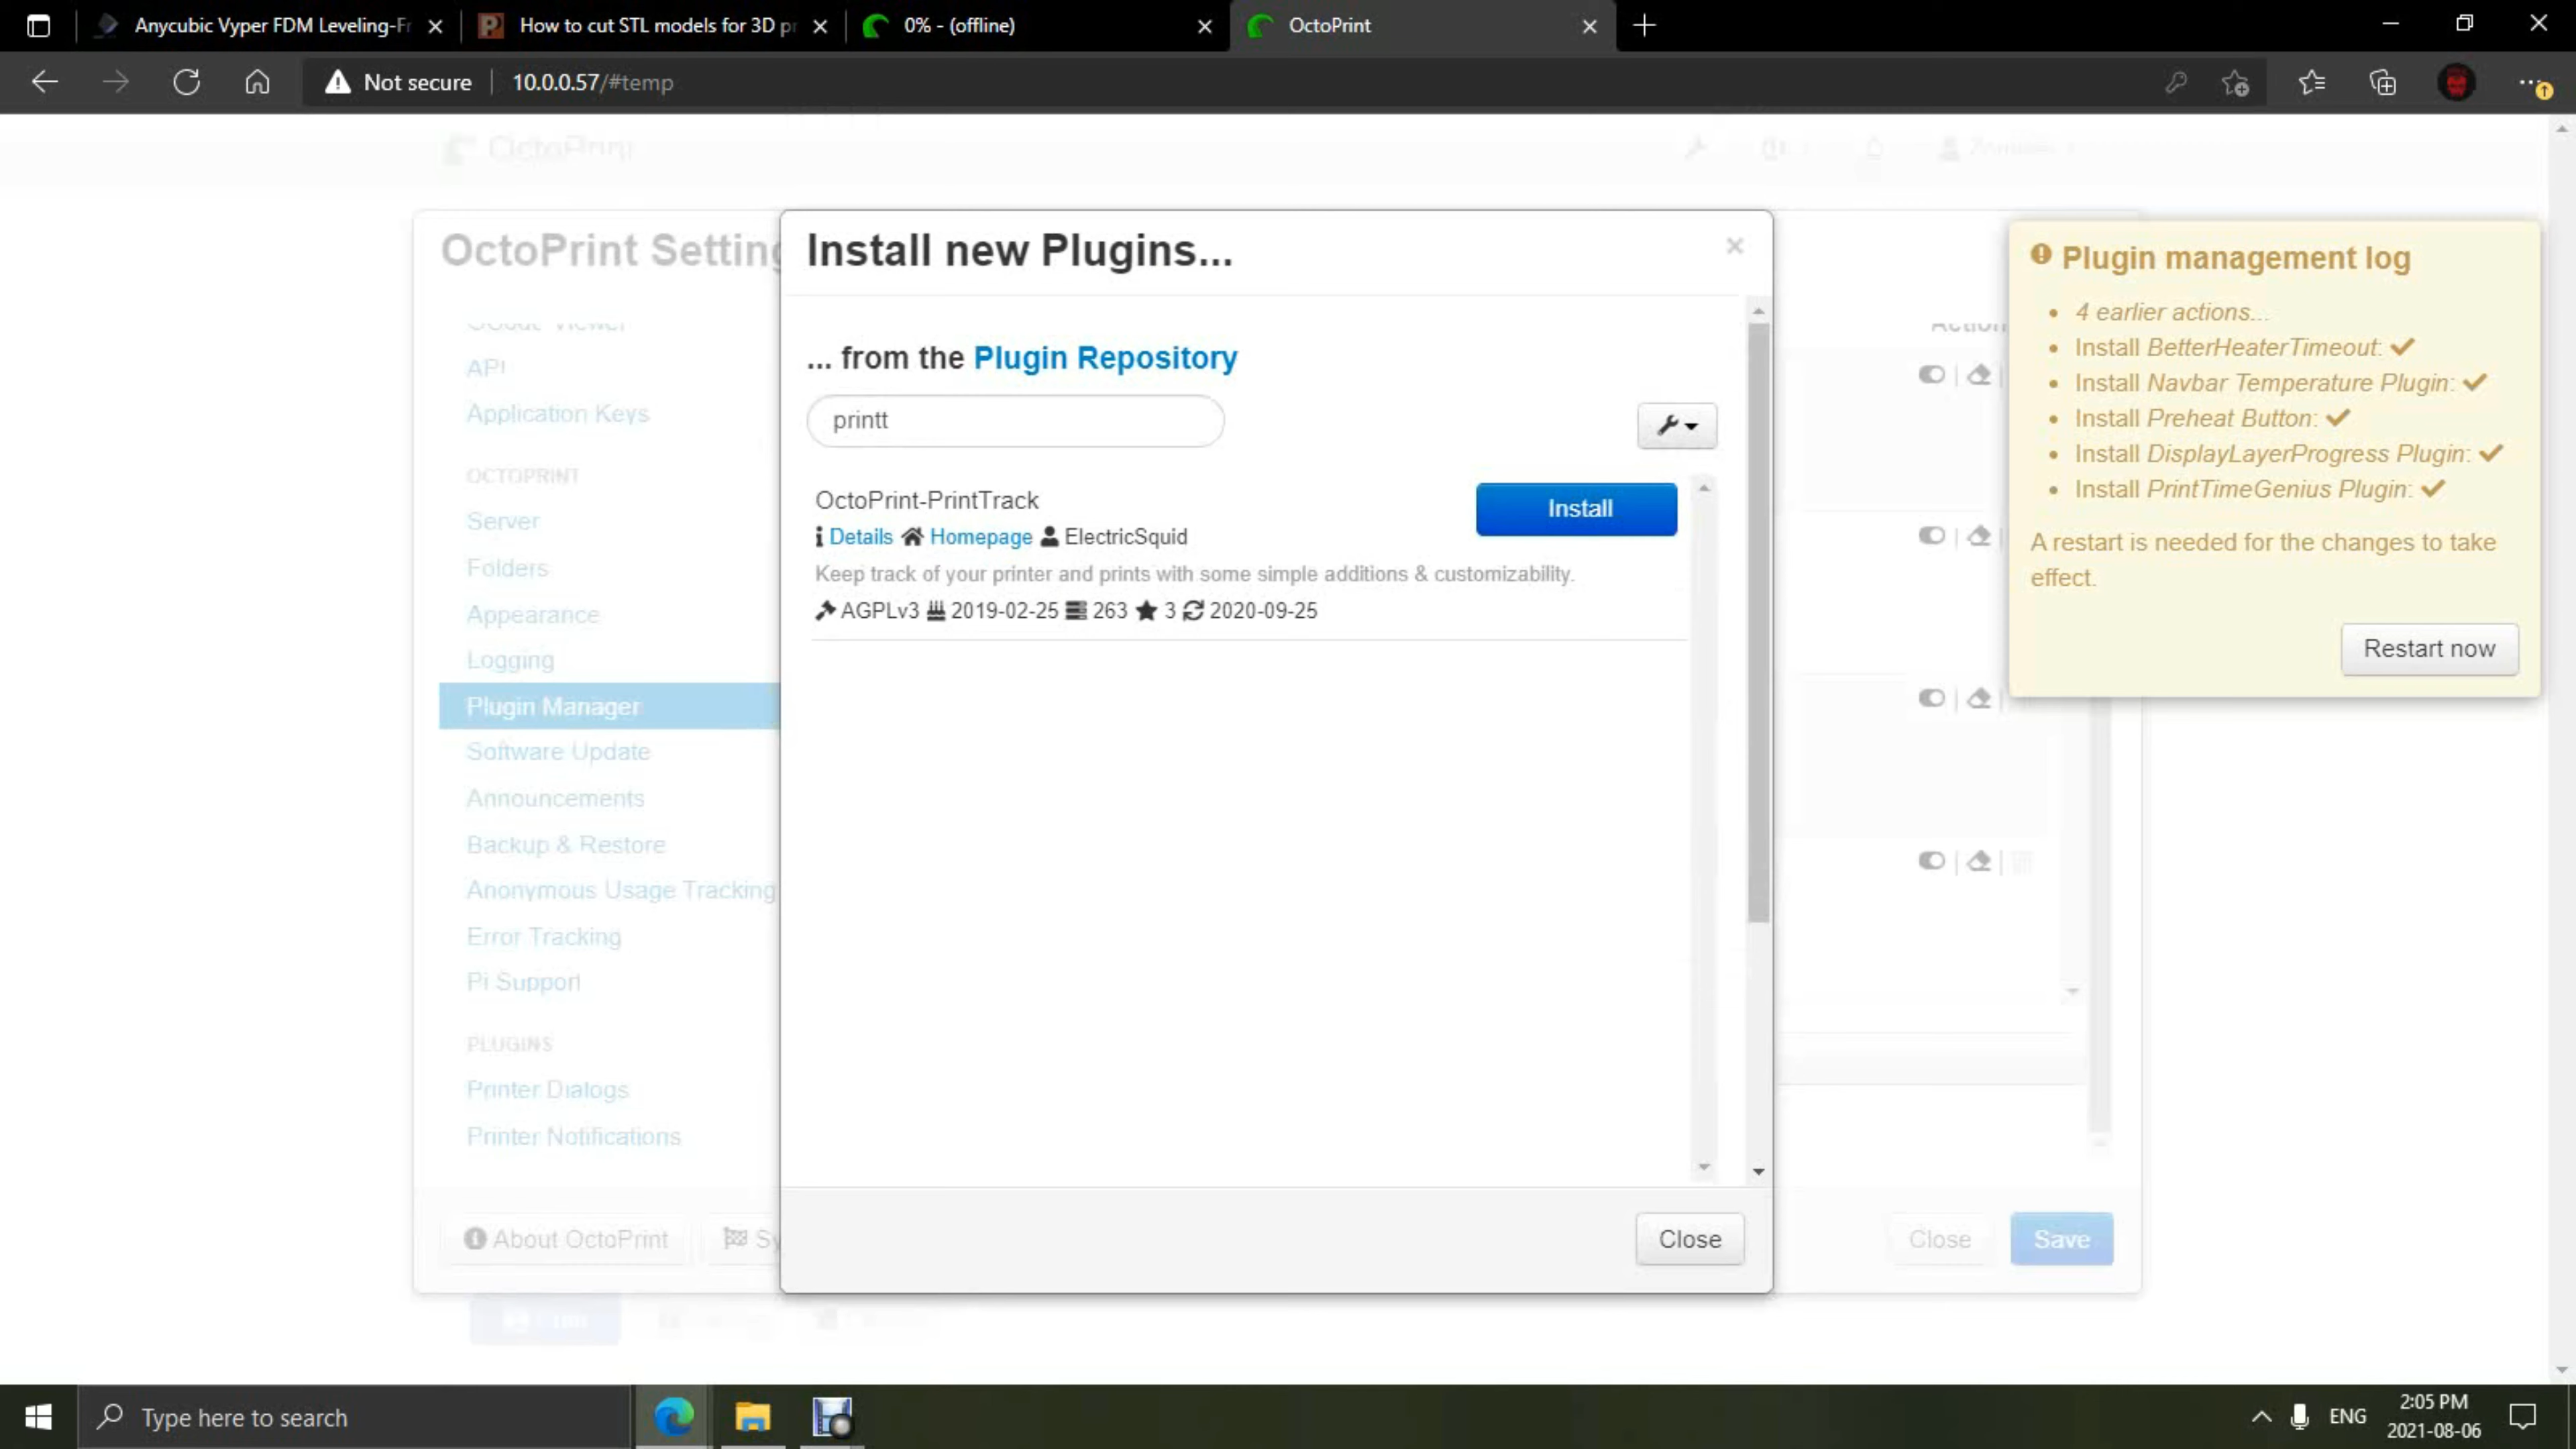 Anycubic Vyper FDM Leveling-Fr
How to cut STL models for 3D pr
0% - (offline)
OctoPrint
Not secure
10.0.0.57/#temp
OctoPrint
OctoPrint Setting
GCode Viewer
API
Application Keys
OCTOPRINT
Server
Folders
Appearance
Logging
Plugin Manager
Software Update
Announcements
Backup & Restore
Anonymous Usage Tracking
Error Tracking
Pi Support
PLUGINS
Printer Dialogs
Printer Notifications
About OctoPrint
Sy
Install new Plugins...
... from the Plugin Repository
printt
OctoPrint-PrintTrack
Install
Details Homepage ElectricSquid
Keep track of your printer and prints with some simple additions & customizability.
AGPLv3 2019-02-25 263 3 2020-09-25
Close
Action
Close
Save
Plugin management log
4 earlier actions...
Install BetterHeaterTimeout:
Install Navbar Temperature Plugin:
Install Preheat Button:
Install DisplayLayerProgress Plugin:
Install PrintTimeGenius Plugin:
A restart is needed for the changes to take
effect.
Restart now
Type here to search
ENG
2:05 PM
2021-08-06